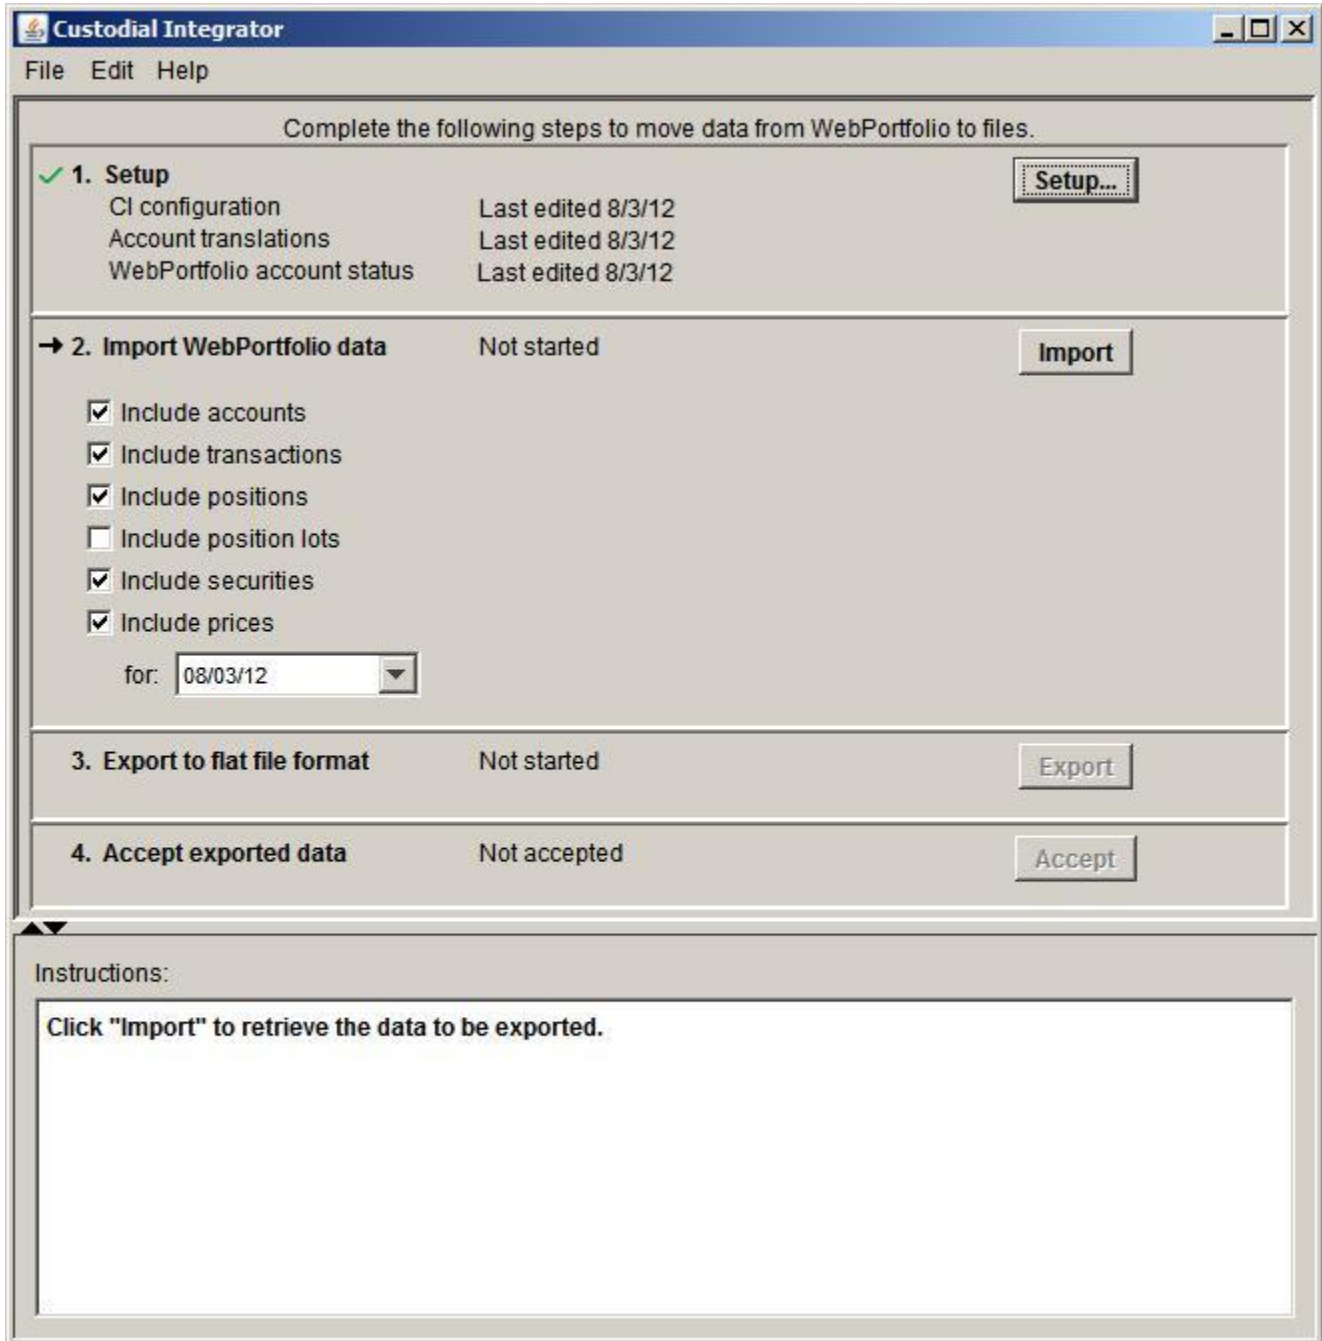 Custodial Integrator
File Edit Help
Complete the following steps to move data from WebPortfolio to files.
1. Setup
Setup...
CI configuration Last edited 8/3/12
Account translations Last edited 8/3/12
WebPortfolio account status Last edited 8/3/12
2. Import WebPortfolio data Not started Import
Include accounts
Include transactions
Include positions
Include position lots
Include securities
Include prices
for: 08/03/12
3. Export to flat file format Not started Export
4. Accept exported data Not accepted Accept
Instructions:
Click "Import" to retrieve the data to be exported.